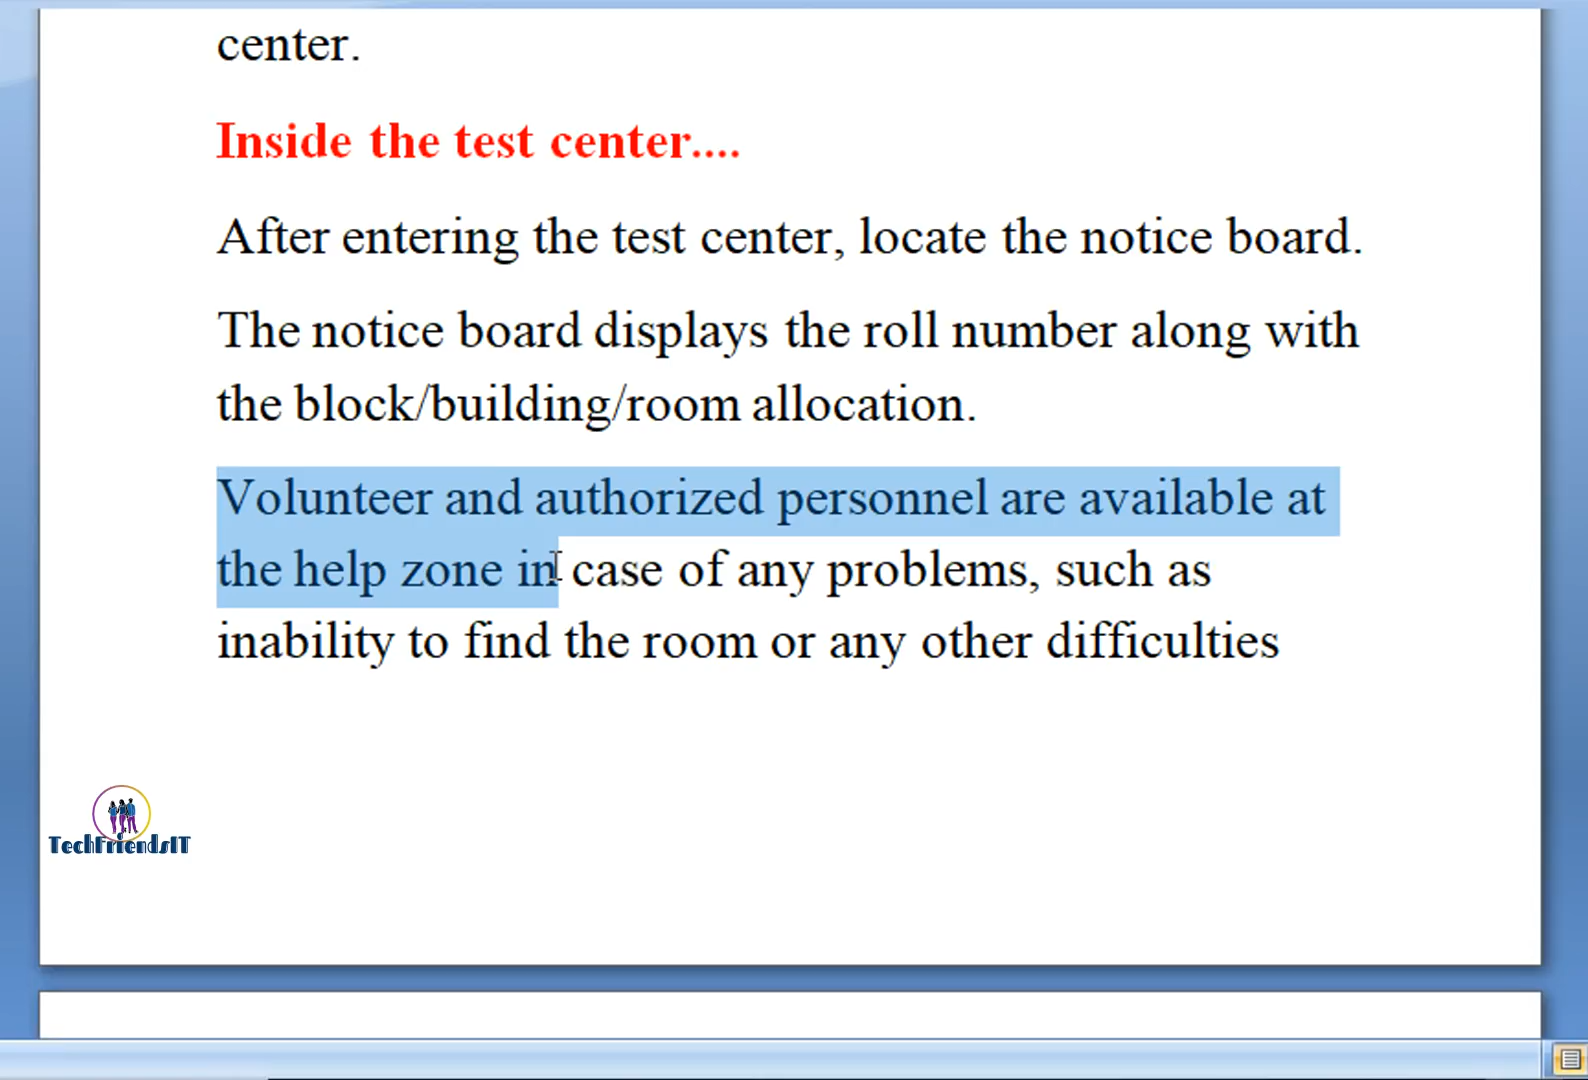 center.
Inside the test center....
After entering the test center, locate the notice board.
The notice board displays the roll number along with
the block/building/room allocation.
Volunteer and authorized personnel are available at
the help zone in case of any problems, such as
inability to find the room or any other difficulties
TechFriendsIT